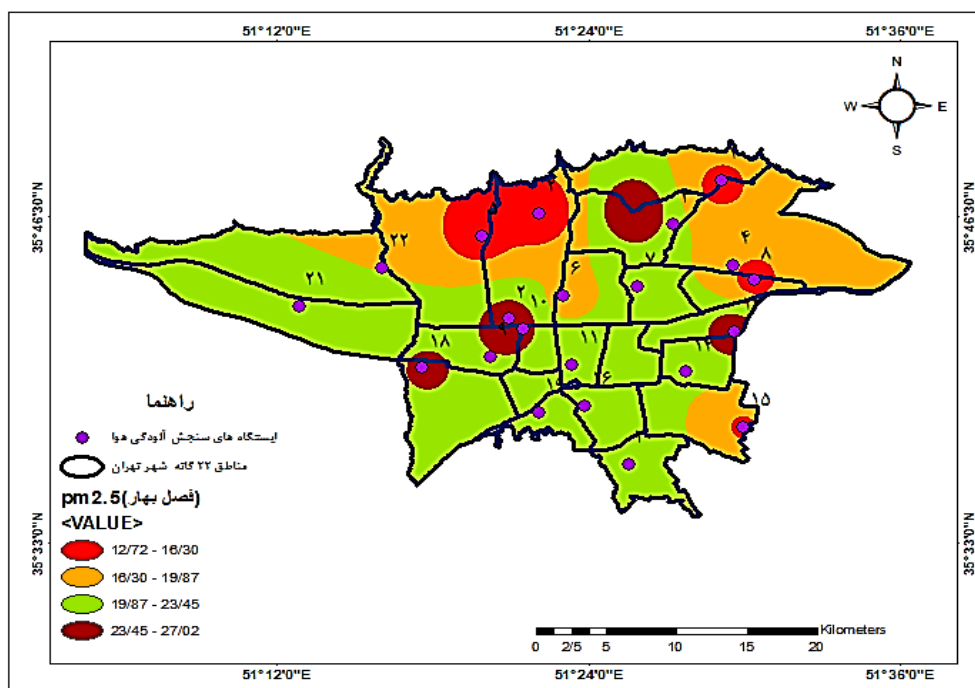 51°12'0"E 51°24'0"E 51°36'0"E
N
W E
S
35°46'30"N 35°46'30"N
۴
۸
۲۲
۶
۷
۲۱
۲
۱۰
۱۸
۱۱
۱۵
راهنما
ایستگاه های سنجش آلودگی هوا
مناطق ۲۲ گانه شهر تهران
pm2.5(فصل بهار)
<VALUE>
12/72 - 16/30
16/30 - 19/87
19/87 - 23/45
23/45 - 27/02
35°33'0"N 35°33'0"N
Kilometers
0 2/5 5 10 15 20
51°12'0"E 51°24'0"E 51°36'0"E